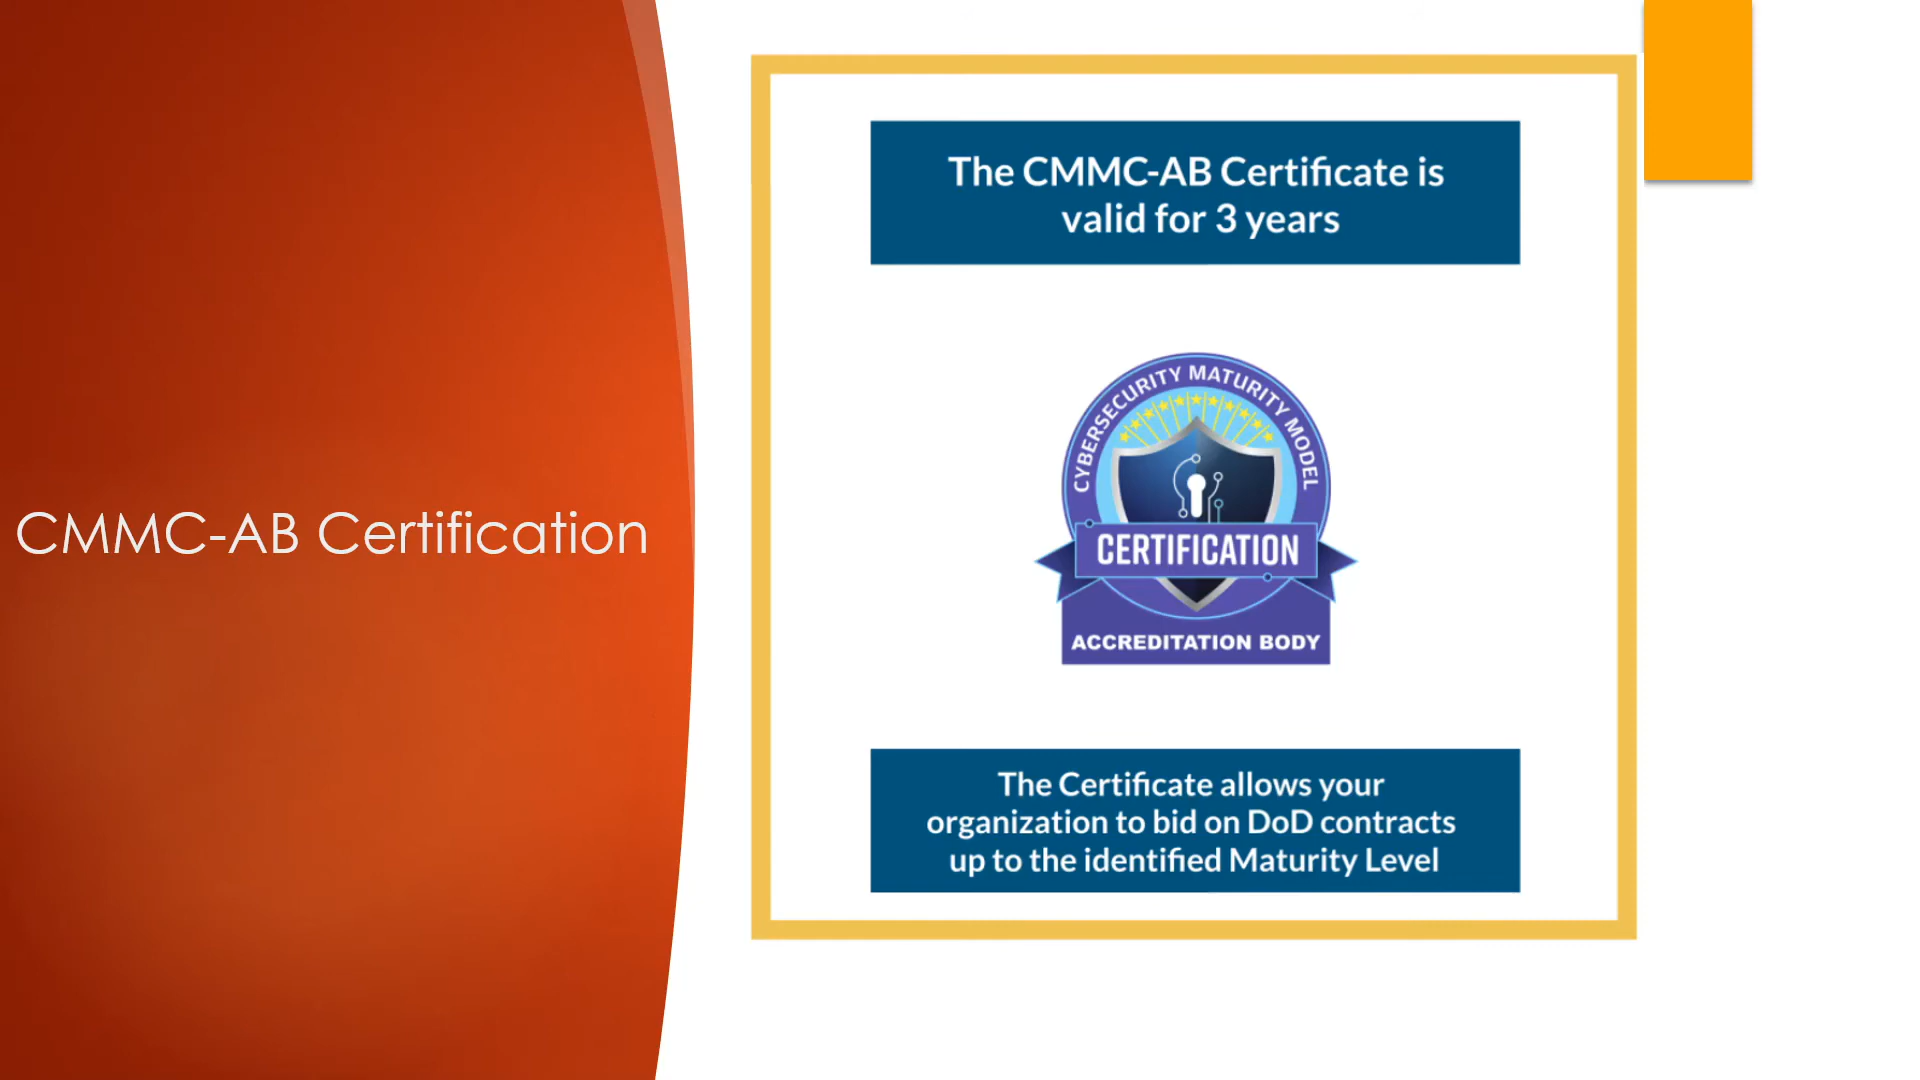 CMMC-AB Certification
The CMMC-AB Certificate is
valid for 3 years
CYBERSECURITY MATURITY MODEL
CERTIFICATION
ACCREDITATION BODY
The Certificate allows your
organization to bid on DoD contracts
up to the identified Maturity Level